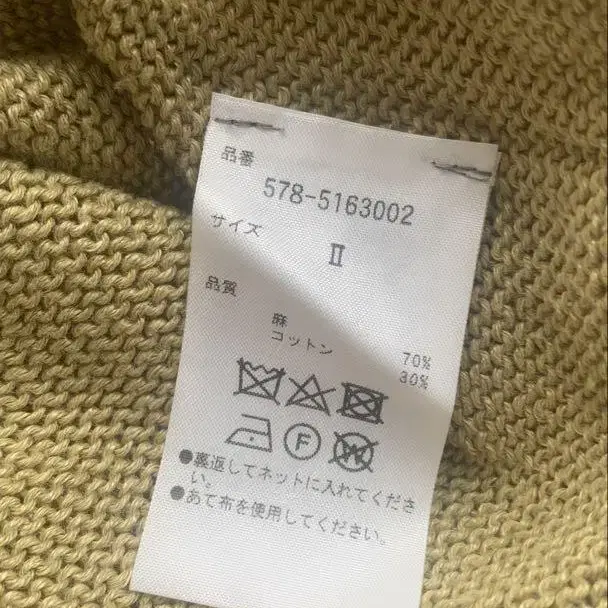 品番
578-5163002
サイズ
Ⅱ
品質
麻 70%
コットン 30%
F
W
●裏返してネットに入れてくださ
い。
●あて布を使用してください。